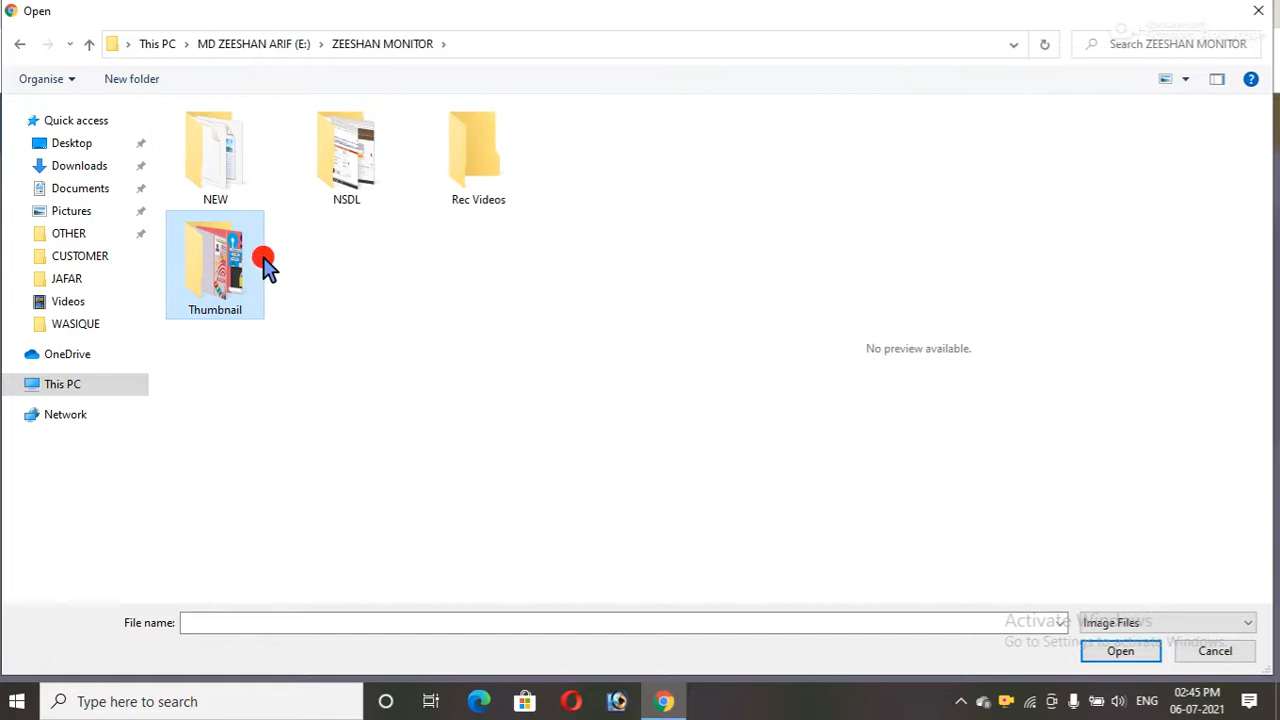 Open
This PC > MD ZEESHAN ARIF (E:) > ZEESHAN MONITOR >
Search ZEESHAN MONITOR
Organise
New folder
Quick access
Desktop
Downloads
Documents
Pictures
OTHER
CUSTOMER
JAFAR
Videos
WASIQUE
OneDrive
This PC
Network
NEW
NSDL
Rec Videos
Thumbnail
No preview available.
File name:
Image Files
Activate Windows
Go to Settings to activate Windows.
Open
Cancel
Type here to search
ENG
02:45 PM
06-07-2021